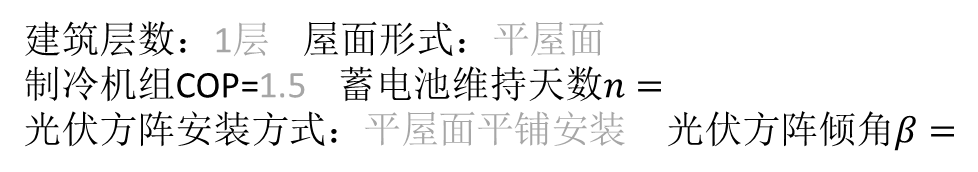 建筑层数：1层 屋面形式：平屋面
制冷机组COP=1.5 蓄电池维持天数n =
光伏方阵安装方式：平屋面平铺安装 光伏方阵倾角β =